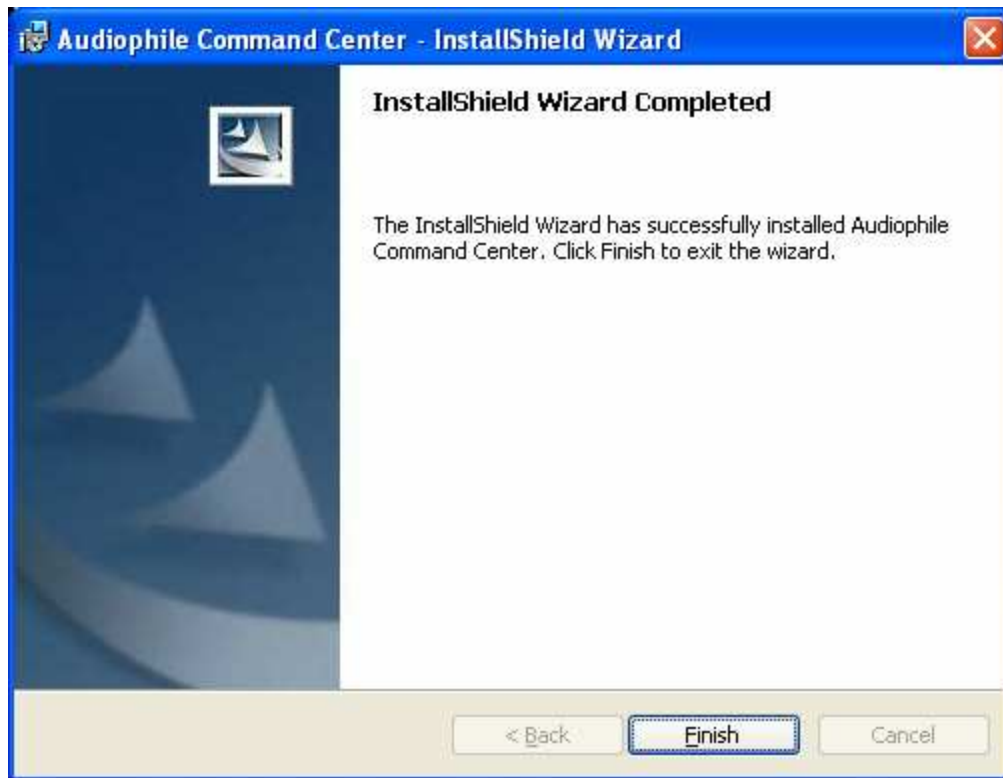 Audiophile Command Center - InstallShield Wizard
InstallShield Wizard Completed
The InstallShield Wizard has successfully installed Audiophile
Command Center. Click Finish to exit the wizard.
< Back
Finish
Cancel